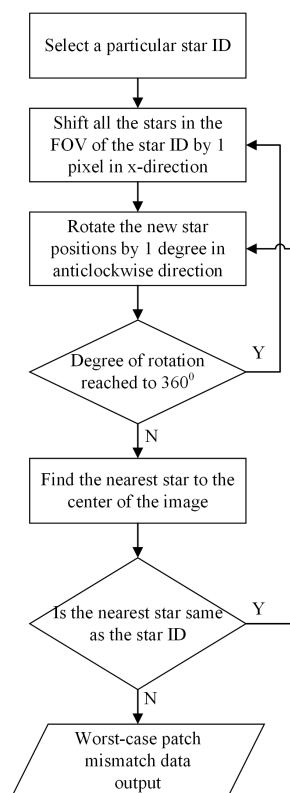 Select a particular star ID
Shift all the stars in the
FOV of the star ID by 1
pixel in x-direction
Rotate the new star
positions by 1 degree in
anticlockwise direction
Degree of rotation
reached to 360⁰
Y
N
Find the nearest star to the
center of the image
Is the nearest star same
as the star ID
Y
N
Worst-case patch
mismatch data
output